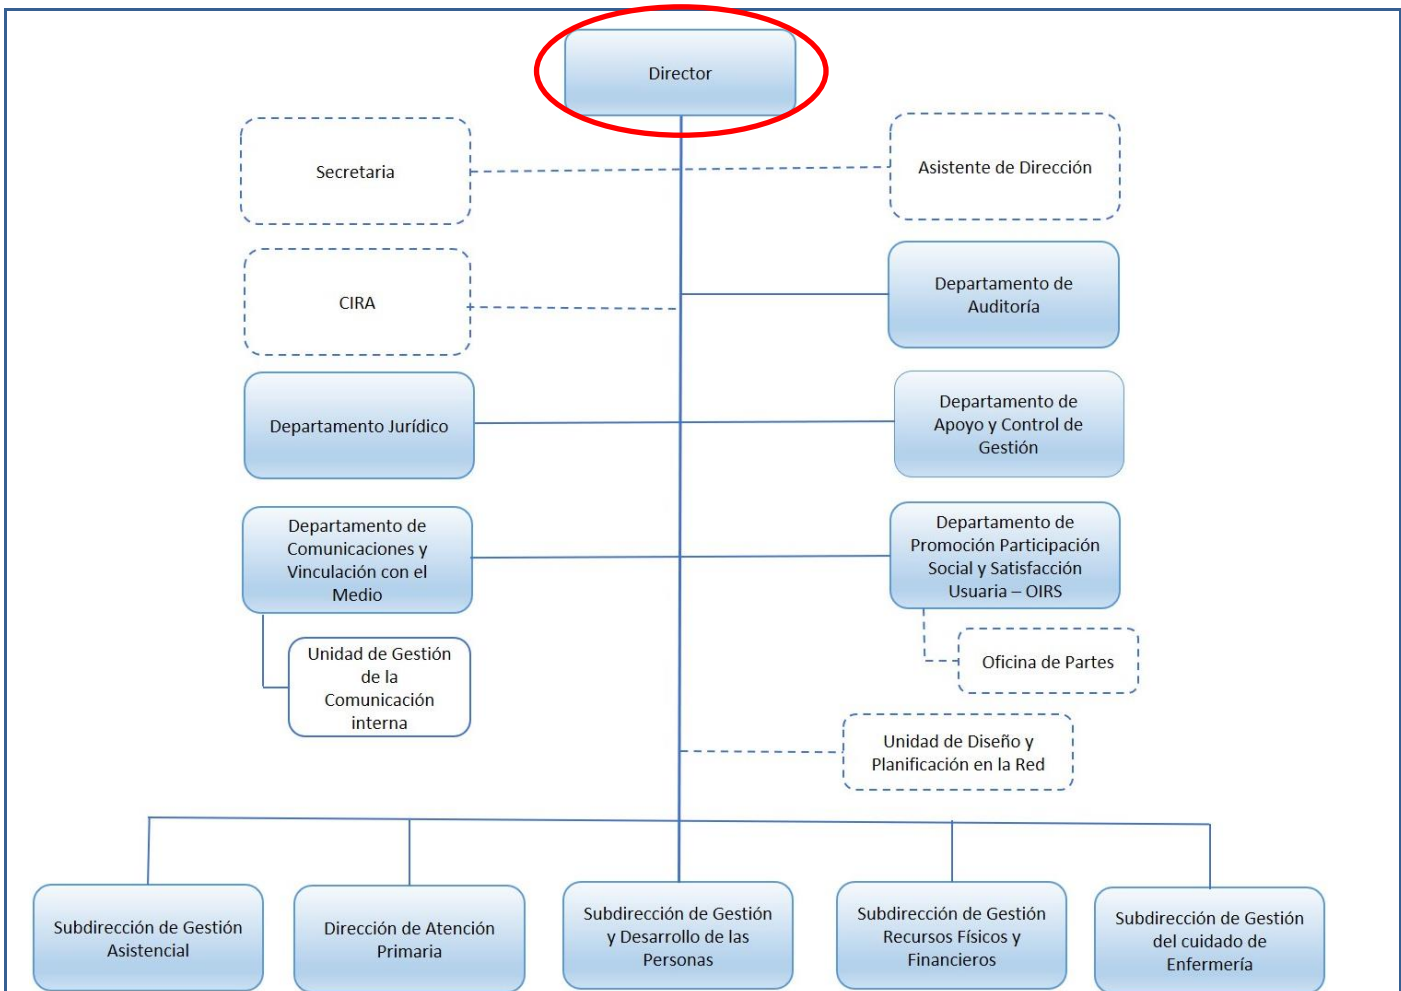 Director
Secretaria
Asistente de Dirección
CIRA
Departamento de
Auditoría
Departamento Jurídico
Departamento de
Apoyo y Control de
Gestión
Departamento de
Comunicaciones y
Vinculación con el
Medio
Departamento de
Promoción Participación
Social y Satisfacción
Usuaria – OIRS
Unidad de Gestión
de la
Comunicación
interna
Oficina de Partes
Unidad de Diseño y
Planificación en la Red
Subdirección de Gestión
Asistencial
Dirección de Atención
Primaria
Subdirección de Gestión
y Desarrollo de las
Personas
Subdirección de Gestión
Recursos Físicos y
Financieros
Subdirección de Gestión
del cuidado de
Enfermería